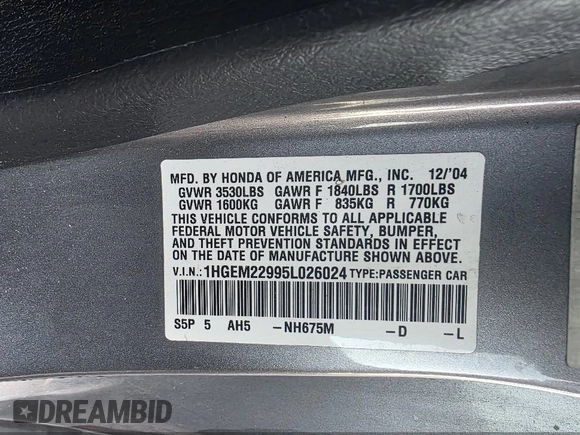 MFD. BY HONDA OF AMERICA MFG., INC. 12/'04
GVWR 3530LBS GAWR F 1840LBS R 1700LBS
GVWR 1600KG GAWR F 835KG R 770KG
THIS VEHICLE CONFORMS TO ALL APPLICABLE
FEDERAL MOTOR VEHICLE SAFETY, BUMPER,
AND THEFT PREVENTION STANDARDS IN EFFECT
ON THE DATE OF MANUFACTURE SHOWN ABOVE.
V.I.N.: 1HGEM22995L026024 TYPE: PASSENGER CAR
S5P 5 AH5 -NH675M -D -L
DREAMBID